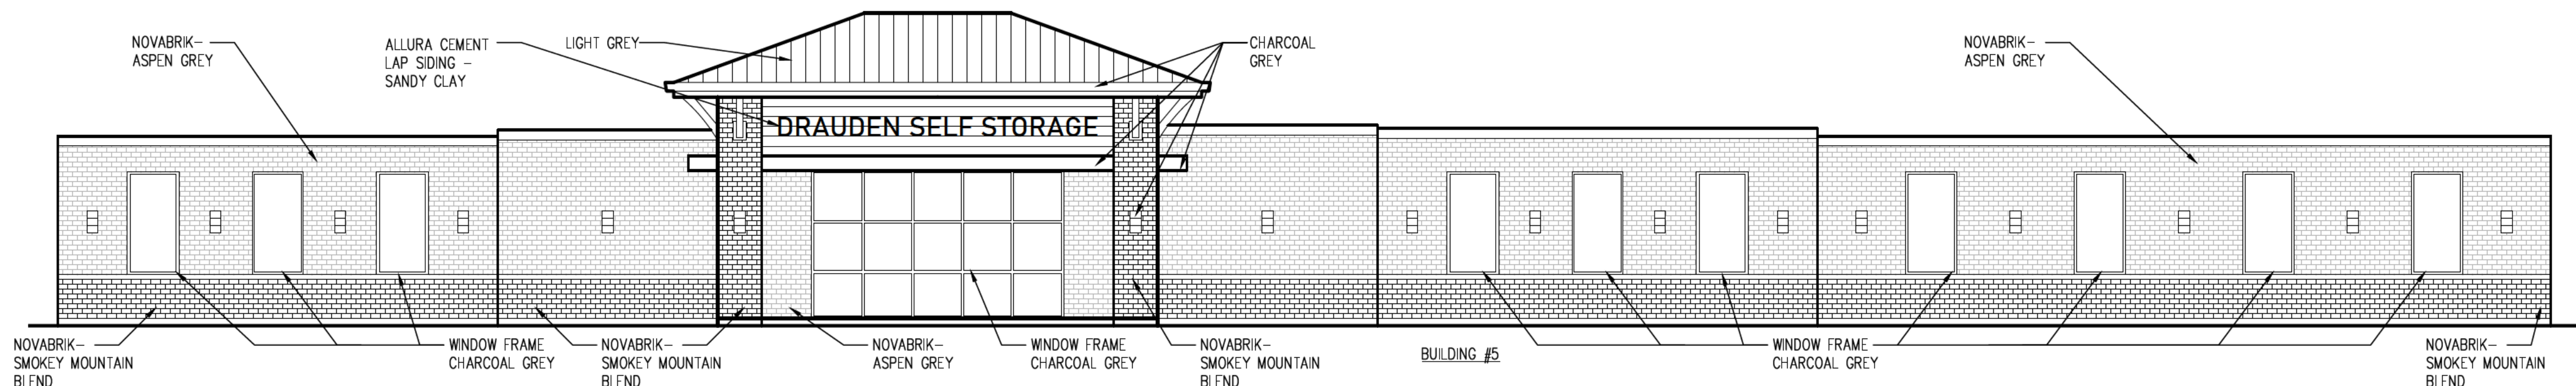 NOVABRIK-
ASPEN GREY
ALLURA CEMENT
LAP SIDING -
SANDY CLAY
LIGHT GREY
CHARCOAL
GREY
NOVABRIK-
ASPEN GREY
DRAUDEN SELF STORAGE
NOVABRIK-
SMOKEY MOUNTAIN
BLEND
WINDOW FRAME
CHARCOAL GREY
NOVABRIK-
SMOKEY MOUNTAIN
BLEND
NOVABRIK-
ASPEN GREY
WINDOW FRAME
CHARCOAL GREY
NOVABRIK-
SMOKEY MOUNTAIN
BLEND
BUILDING #5
WINDOW FRAME
CHARCOAL GREY
NOVABRIK-
SMOKEY MOUNTAIN
BLEND